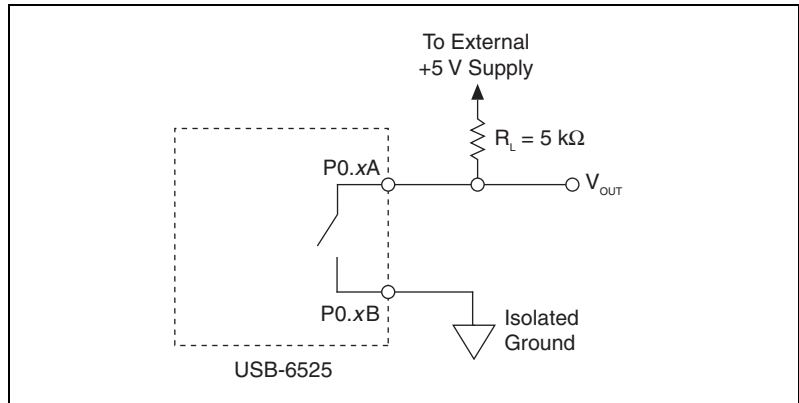 To External
+5 V Supply
R_L = 5 kΩ
P0.xA
V_OUT
P0.xB
Isolated
Ground
USB-6525